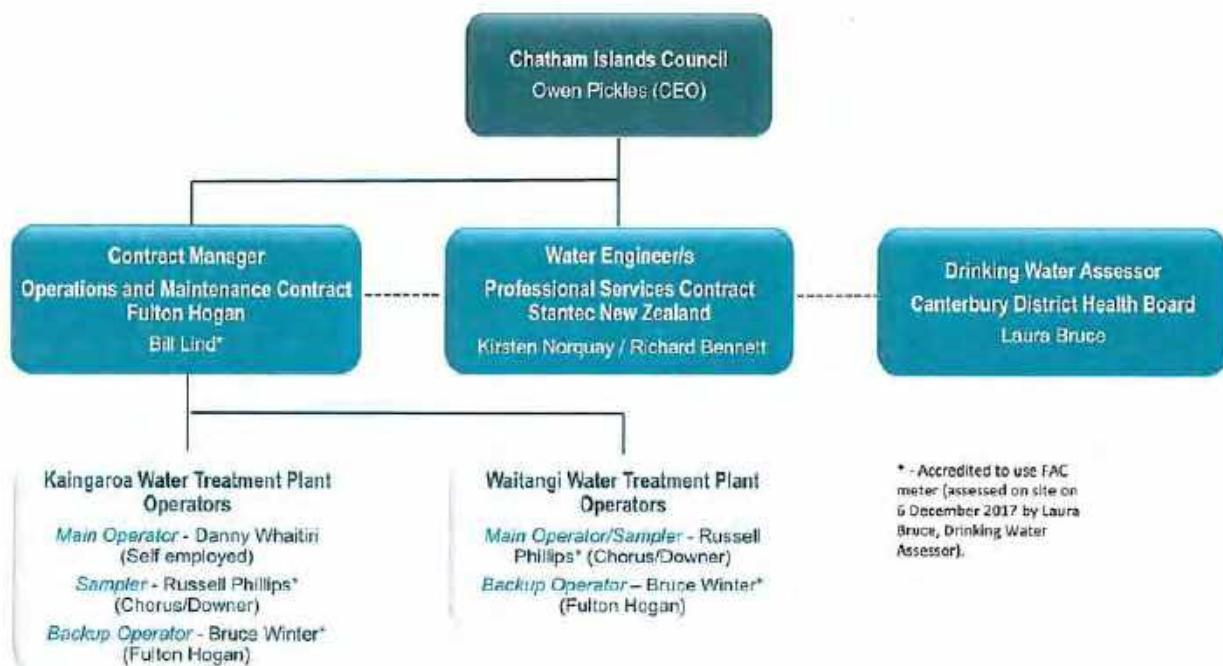 Chatham Islands Council
Owen Pickles (CEO)
Contract Manager
Operations and Maintenance Contract
Fulton Hogan
Bill Lind*
Water Engineer/s
Professional Services Contract
Stantec New Zealand
Kirsten Norquay / Richard Bennett
Drinking Water Assessor
Canterbury District Health Board
Laura Bruce
Kaingaroa Water Treatment Plant
Operators
Main Operator - Danny Whaitiri
(Self employed)
Sampler - Russell Phillips*
(Chorus/Downer)
Backup Operator - Bruce Winter*
(Fulton Hogan)
Waitangi Water Treatment Plant
Operators
Main Operator/Sampler - Russell
Phillips* (Chorus/Downer)
Backup Operator – Bruce Winter*
(Fulton Hogan)
* - Accredited to use FAC
meter (assessed on site on
6 December 2017 by Laura
Bruce, Drinking Water
Assessor).